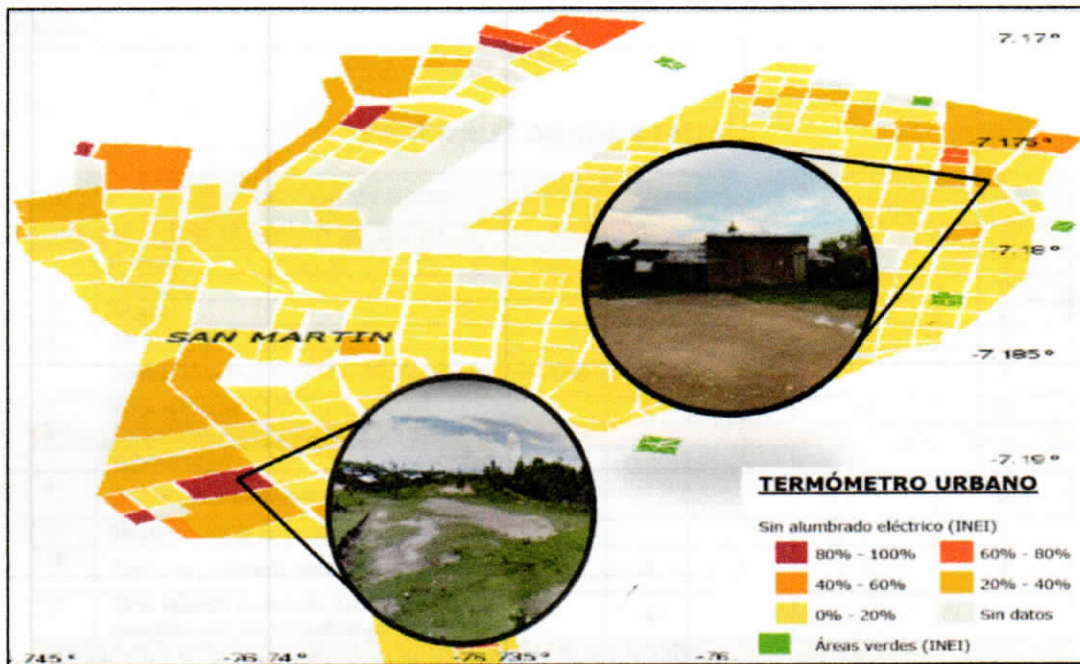 7.17°
7.175°
-7.18°
SAN MARTIN
-7.185°
-7.19°
TERMÓMETRO URBANO
Sin alumbrado eléctrico (INEI)
80% - 100% 60% - 80%
40% - 60% 20% - 40%
0% - 20% Sin datos
Áreas verdes (INEI)
745° -76.74° -76.735° -76.